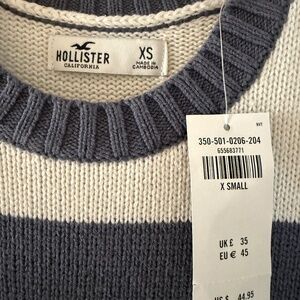 HOLLISTER
CALIFORNIA
XS
MADE IN
CAMBODIA
350-501-0206-204
655683771
X SMALL
UK £ 35
EU € 45
US $ 44.95